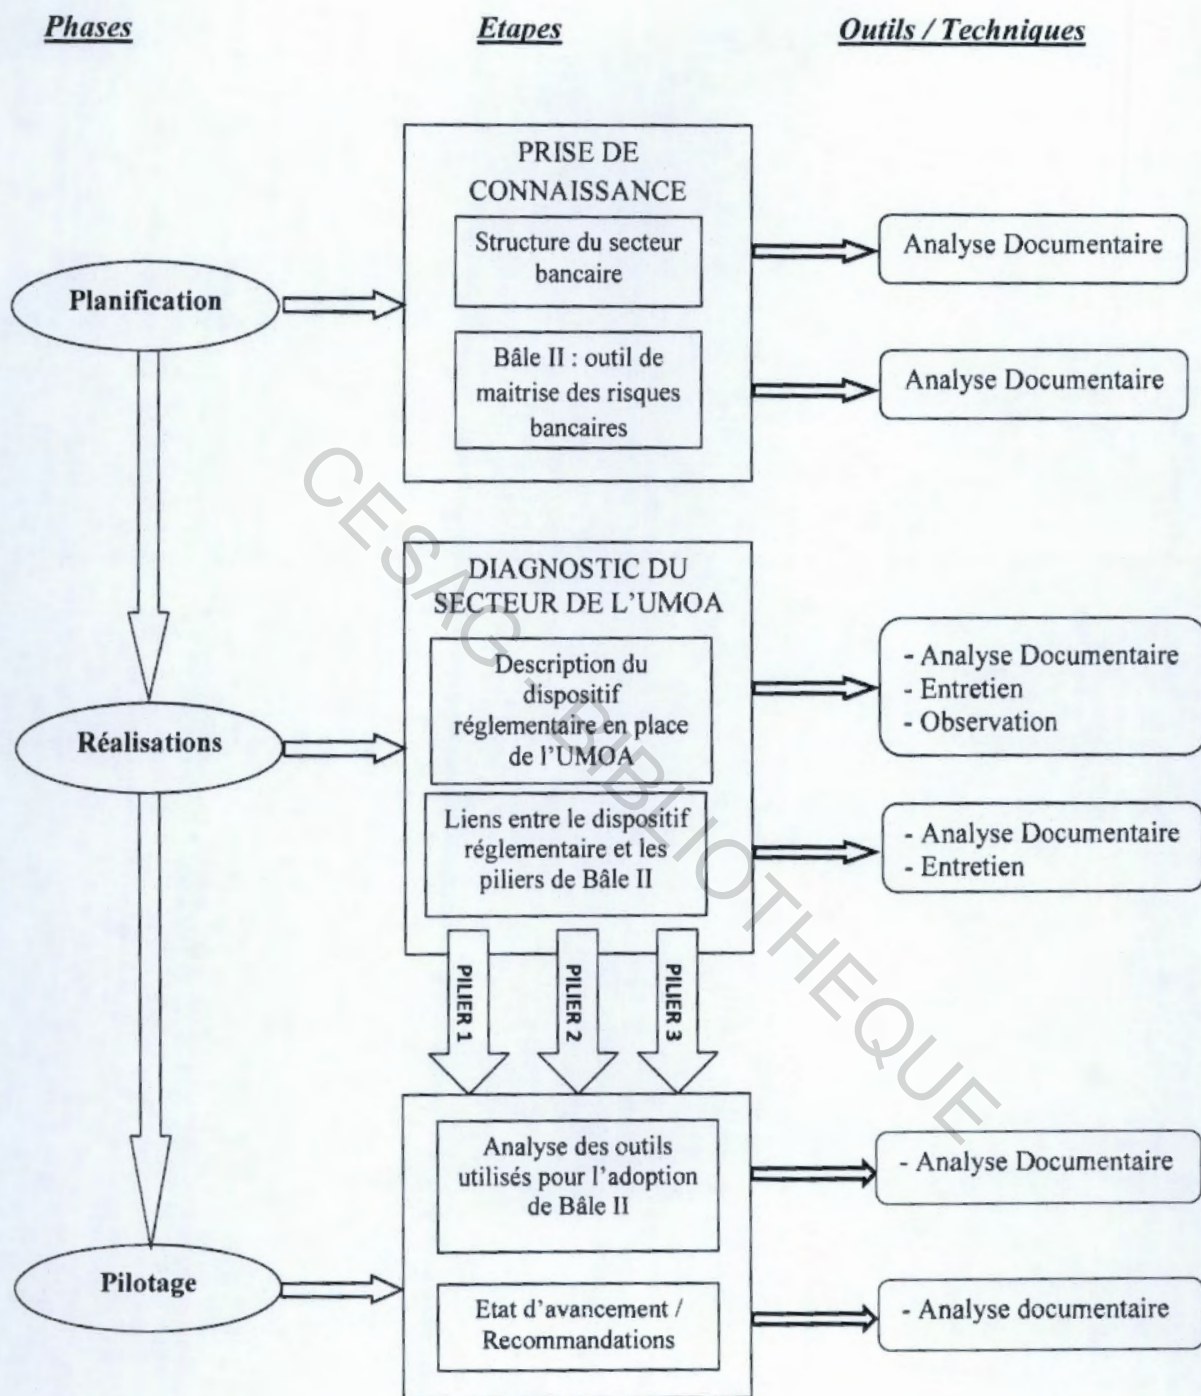 Phases
Etapes
Outils / Techniques
PRISE DE
CONNAISSANCE
Structure du secteur
bancaire
Analyse Documentaire
Planification
Bâle II : outil de
maitrise des risques
bancaires
Analyse Documentaire
DIAGNOSTIC DU
SECTEUR DE L'UMOA
Description du
dispositif
réglementaire en place
de l'UMOA
- Analyse Documentaire
- Entretien
- Observation
Réalisations
Liens entre le dispositif
réglementaire et les
piliers de Bâle II
- Analyse Documentaire
- Entretien
PILIER 1
PILIER 2
PILIER 3
Analyse des outils
utilisés pour l'adoption
de Bâle II
- Analyse Documentaire
Pilotage
Etat d'avancement /
Recommandations
- Analyse documentaire
CESAG - BIBLIOTHEQUE